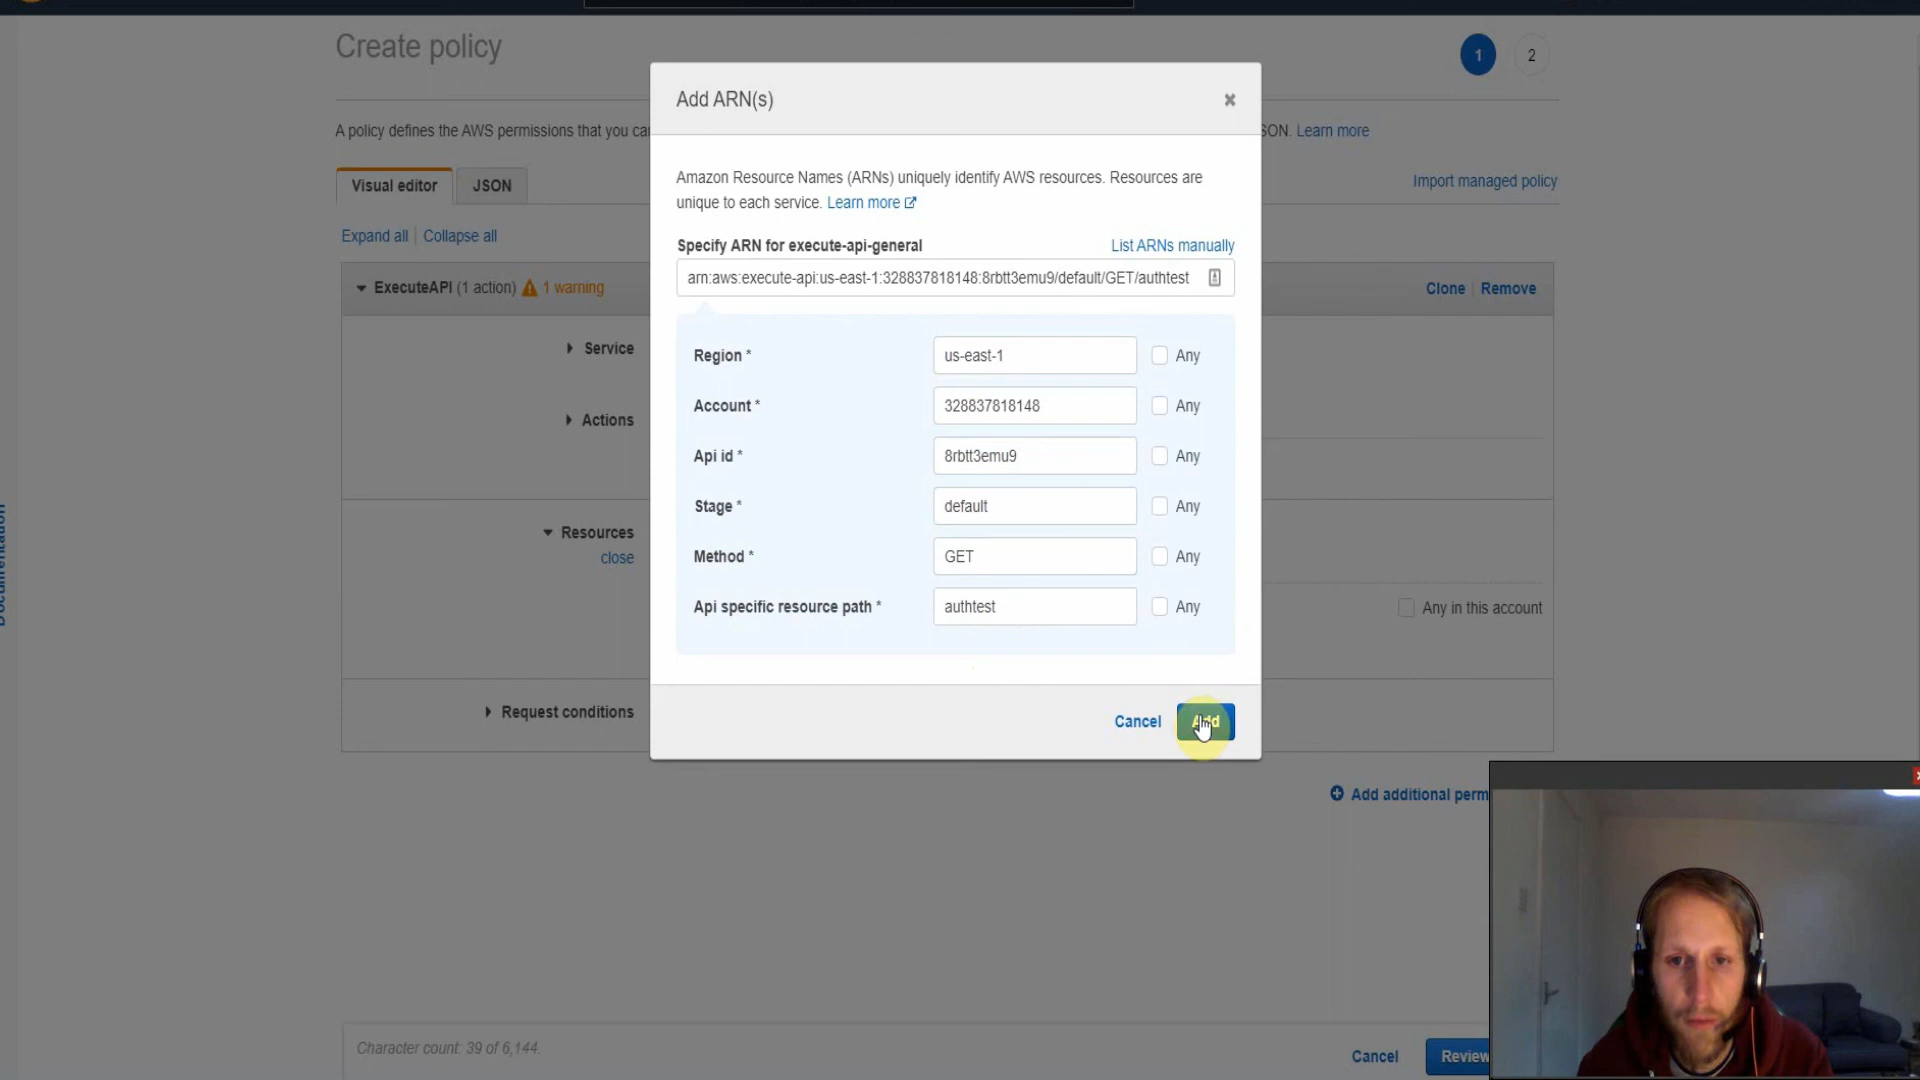 Create policy
1
2
Add ARN(s)
A policy defines the AWS permissions that you
SON. Learn more
Visual editor
JSON
Import managed policy
Amazon Resource Names (ARNs) uniquely identify AWS resources. Resources are
unique to each service. Learn more
Expand all
Collapse all
Specify ARN for execute-api-general
List ARNs manually
arn:aws:execute-api:us-east-1:328837818148:8rbtt3emu9/default/GET/authtest
ExecuteAPI (1 action)
1 warning
Clone
Remove
Service
Region *
us-east-1
Any
Account *
328837818148
Any
Actions
Api id *
8rbtt3emu9
Any
Stage *
default
Any
Resources
close
Method *
GET
Any
Api specific resource path *
authtest
Any
Any in this account
Request conditions
Cancel
Add
Add additional perm
Character count: 39 of 6,144.
Cancel
Review